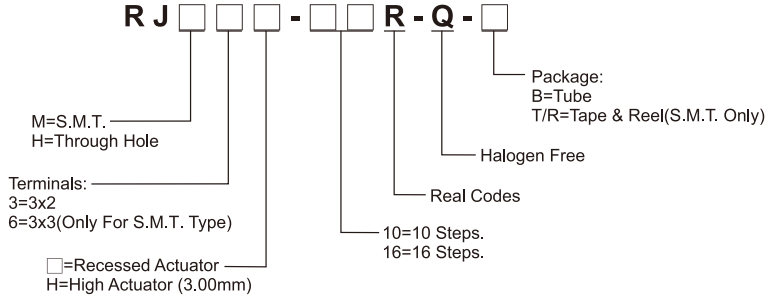 RJ□□□-□□R-Q-□
Package:
B=Tube
T/R=Tape & Reel(S.M.T. Only)
M=S.M.T.
H=Through Hole
Halogen Free
Terminals:
3=3x2
6=3x3(Only For S.M.T. Type)
Real Codes
10=10 Steps.
16=16 Steps.
□=Recessed Actuator
H=High Actuator (3.00mm)